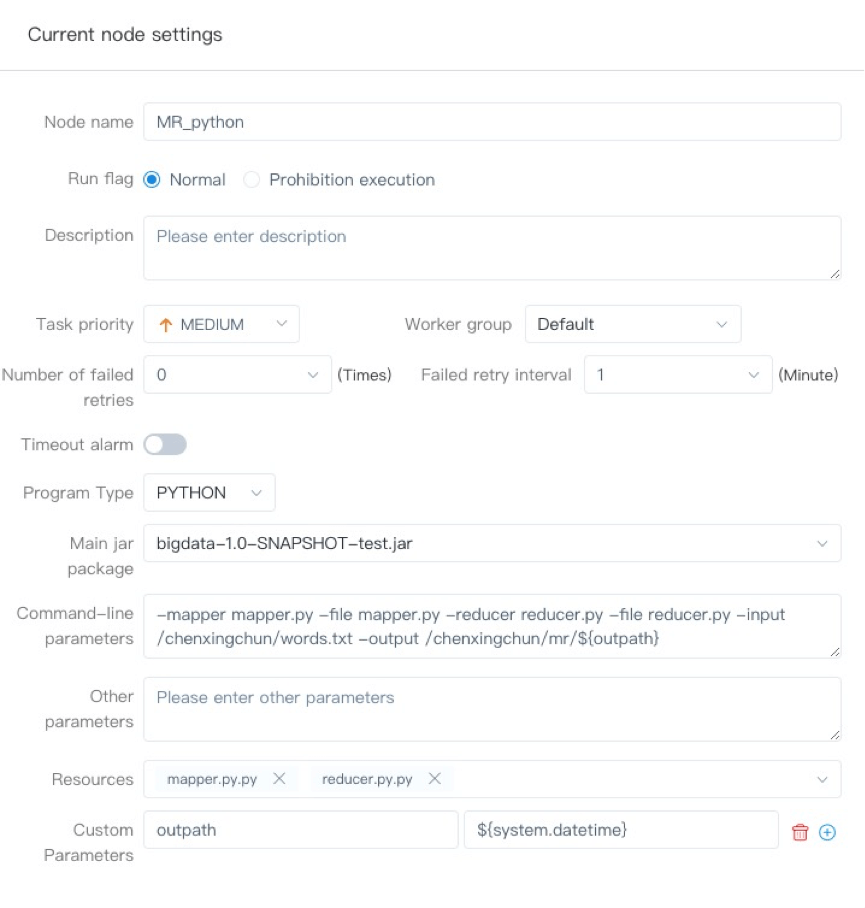 Current node settings
Node name MR_python
Run flag Normal Prohibition execution
Description Please enter description
Task priority MEDIUM Worker group Default
Number of failed 0 (Times) Failed retry interval 1 (Minute)
retries
Timeout alarm
Program Type PYTHON
Main jar bigdata-1.0-SNAPSHOT-test.jar
package
Command-line -mapper mapper.py -file mapper.py -reducer reducer.py -file reducer.py -input
parameters /chenxingchun/words.txt -output /chenxingchun/mr/${outpath}
Other Please enter other parameters
parameters
Resources mapper.py.py reducer.py.py
Custom outpath ${system.datetime}
Parameters